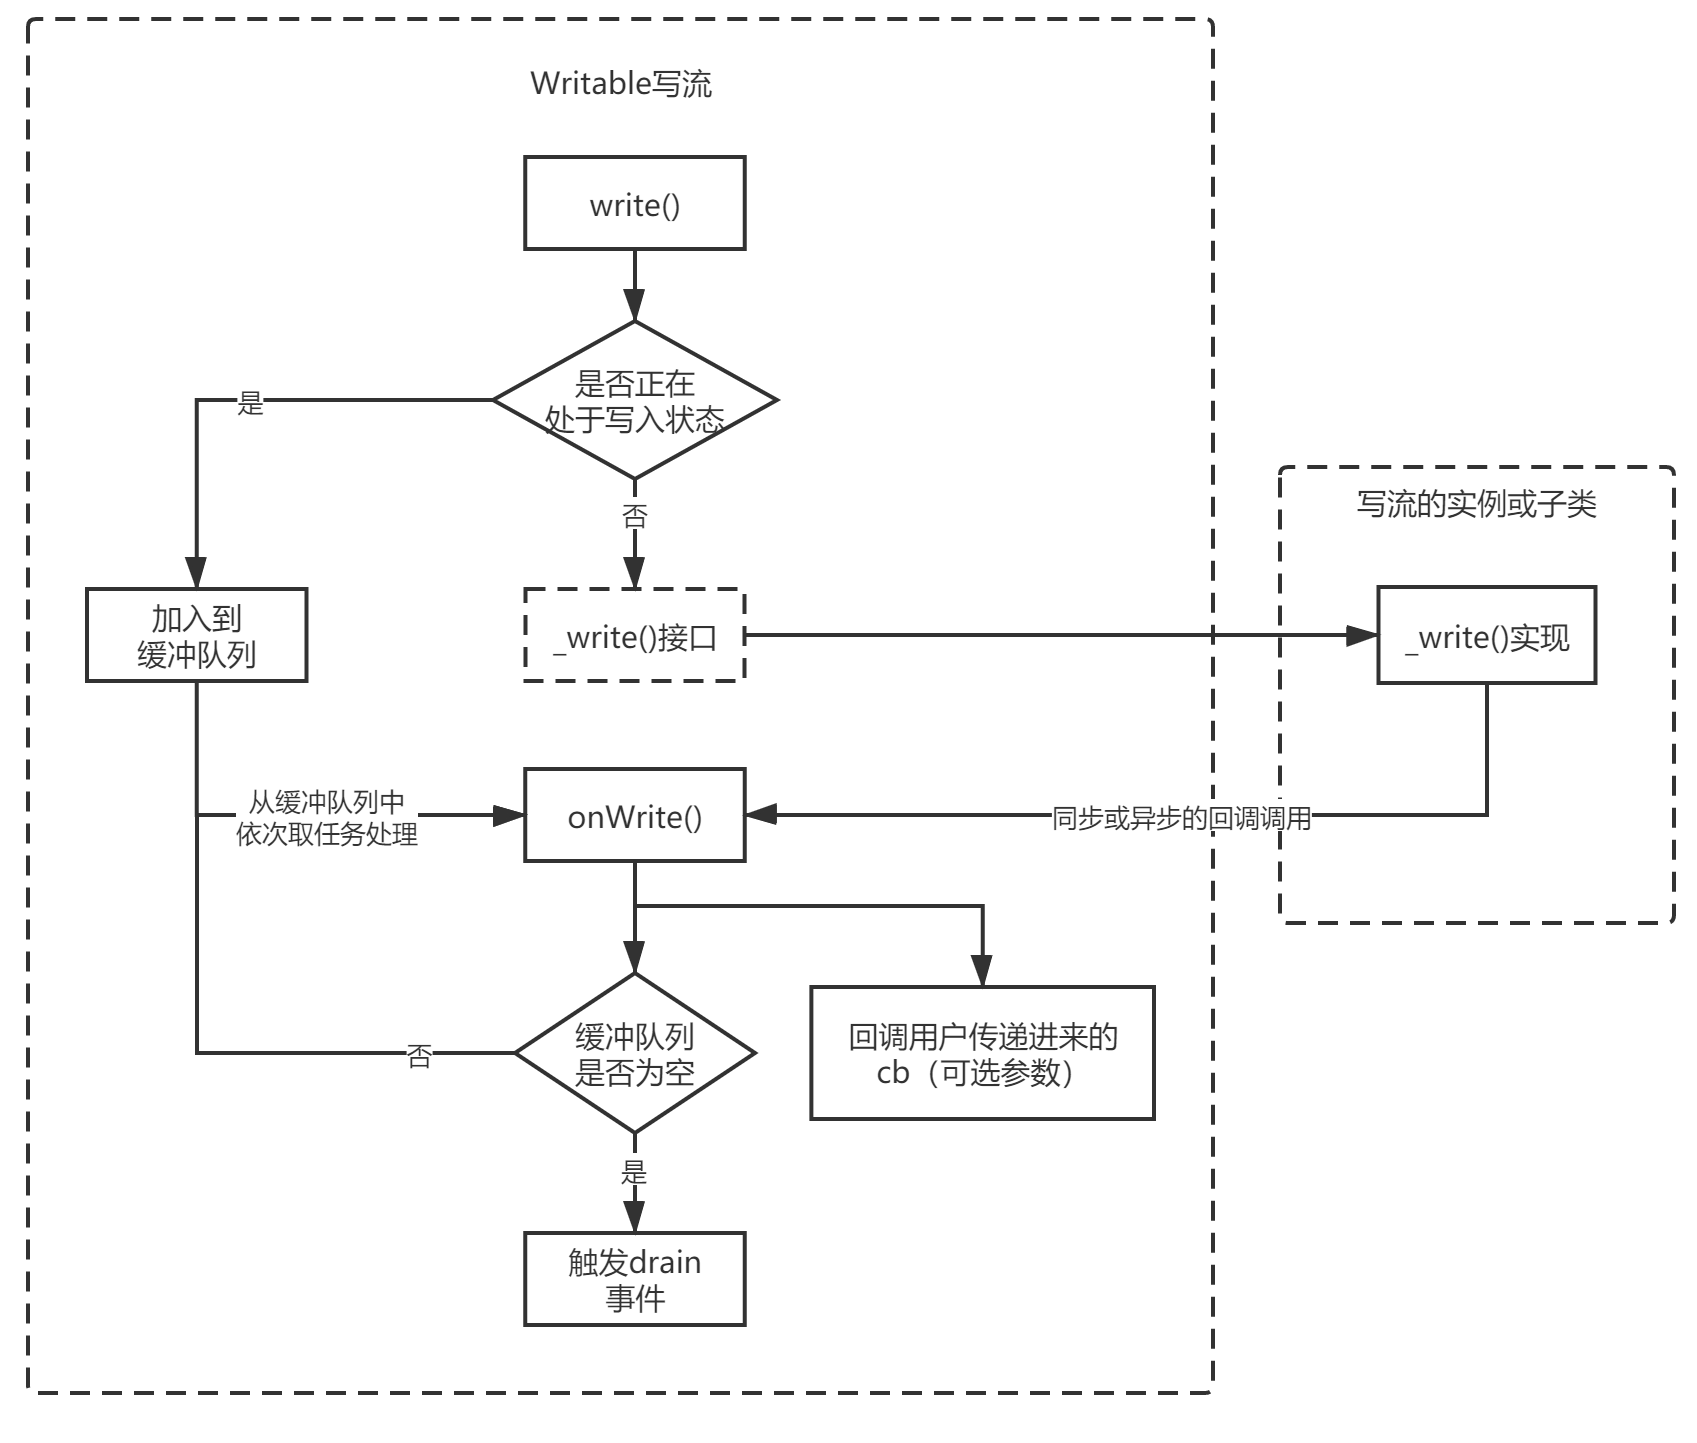 Writable写流
write()
是否正在
处于写入状态
是
否
写流的实例或子类
加入到
缓冲队列
_write()接口
_write()实现
从缓冲队列中
依次取任务处理
onWrite()
同步或异步的回调调用
缓冲队列
是否为空
否
回调用户传递进来的
cb（可选参数）
是
触发drain
事件